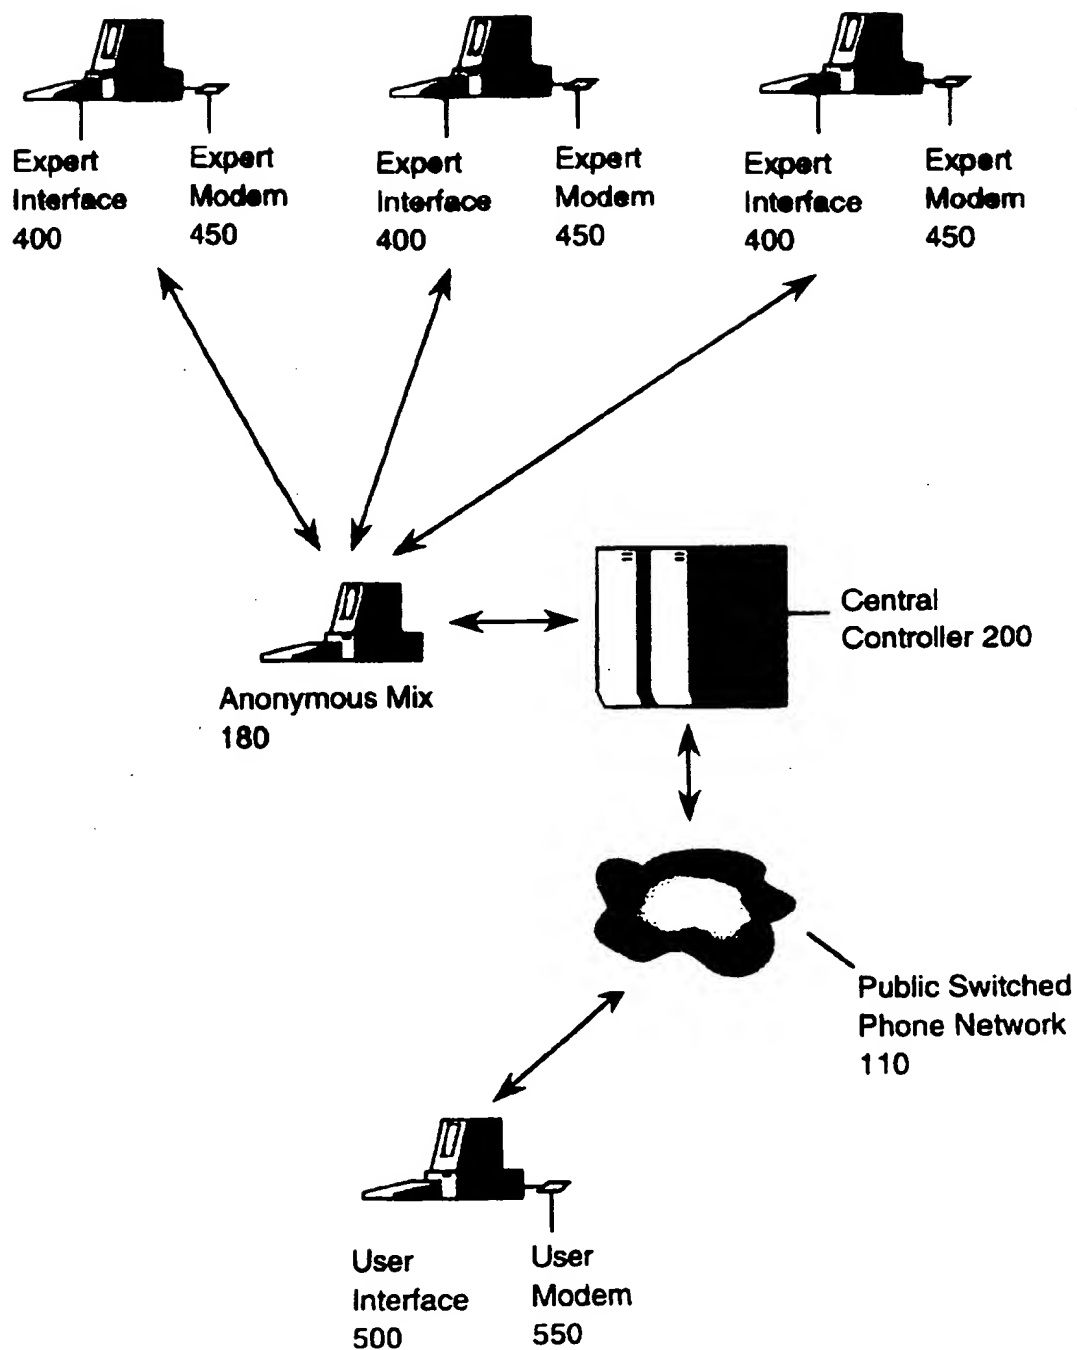 Expert
Interface
400
Expert
Modem
450
Expert
Interface
400
Expert
Modem
450
Expert
Interface
400
Expert
Modem
450
Central
Controller 200
Anonymous Mix
180
Public Switched
Phone Network
110
User
Interface
500
User
Modem
550